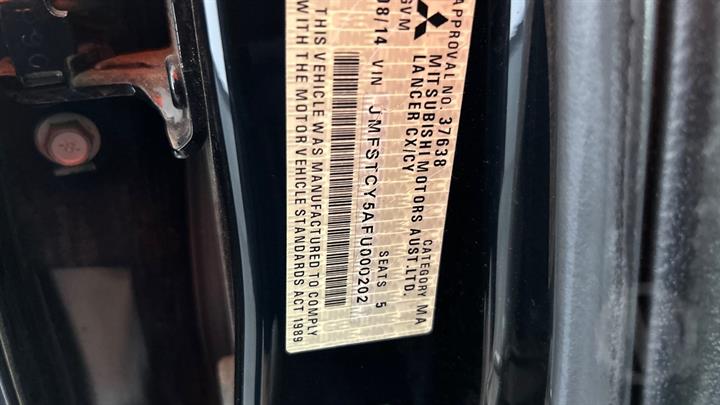 APPROVAL NO. 37638 CATEGORY MA
MITSUBISHI MOTORS AUST.LTD.
LANCER CX/CY
GVM SEATS 5
08/14 VIN JMFSTCY5AFU000202
THIS VEHICLE WAS MANUFACTURED TO COMPLY
WITH THE MOTOR VEHICLE STANDARDS ACT 1989